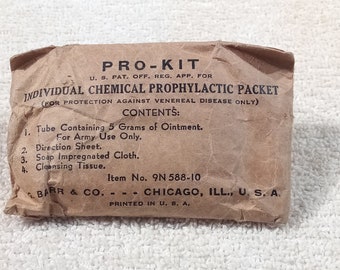 PRO-KIT
U. S. PAT. OFF. REG. APP. FOR
INDIVIDUAL CHEMICAL PROPHYLACTIC PACKET
(FOR PROTECTION AGAINST VENEREAL DISEASE ONLY)
CONTENTS:
1. Tube Containing 5 Grams of Ointment.
For Army Use Only.
2. Direction Sheet.
3. Soap Impregnated Cloth.
4. Cleansing Tissue.
Item No. 9N 588-10
BARR & CO. - - - CHICAGO, ILL., U. S. A.
PRINTED IN U. S. A.